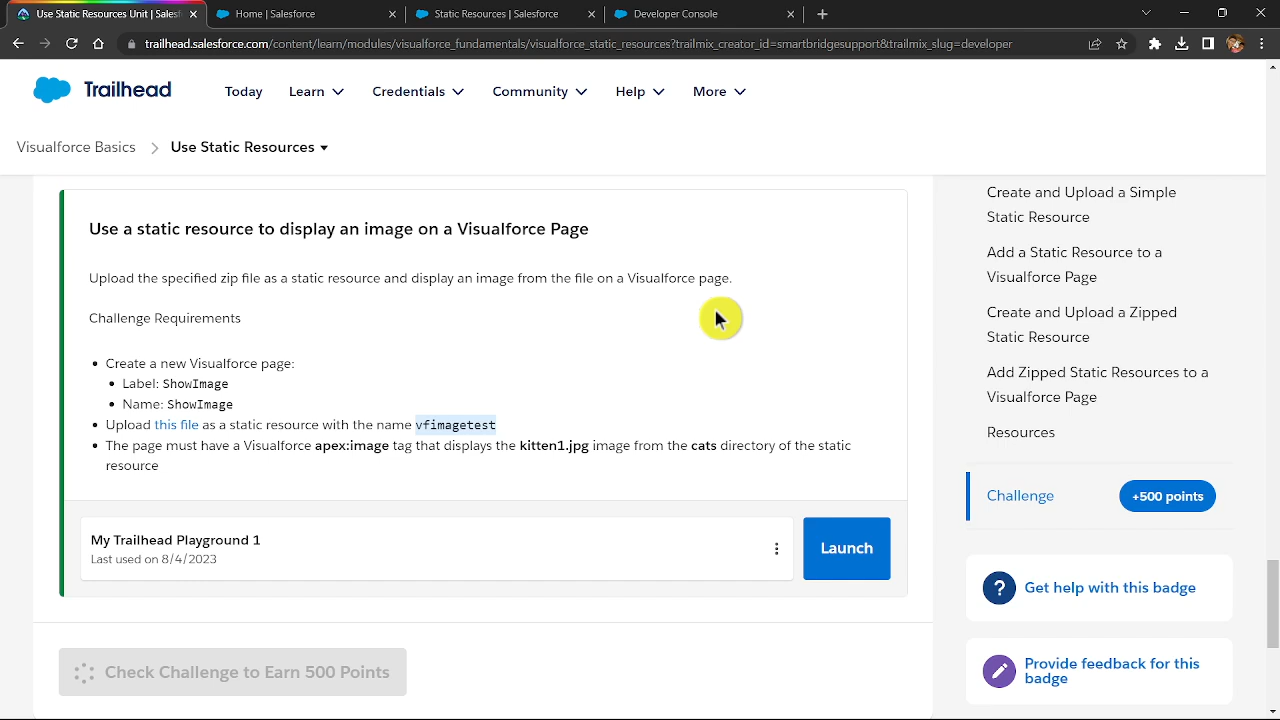 Use Static Resources Unit | Salesf
Home | Salesforce
Static Resources | Salesforce
Developer Console
trailhead.salesforce.com/content/learn/modules/visualforce_fundamentals/visualforce_static_resources?trailmix_creator_id=smartbridgesupport&trailmix_slug=developer
Trailhead
Today
Learn
Credentials
Community
Help
More
Visualforce Basics
Use Static Resources
Use a static resource to display an image on a Visualforce Page
Upload the specified zip file as a static resource and display an image from the file on a Visualforce page.
Challenge Requirements
• Create a new Visualforce page:
• Label: ShowImage
• Name: ShowImage
• Upload this file as a static resource with the name vfimagetest
• The page must have a Visualforce apex:image tag that displays the kitten1.jpg image from the cats directory of the static
resource
My Trailhead Playground 1
Last used on 8/4/2023
Launch
Check Challenge to Earn 500 Points
Create and Upload a Simple
Static Resource
Add a Static Resource to a
Visualforce Page
Create and Upload a Zipped
Static Resource
Add Zipped Static Resources to a
Visualforce Page
Resources
Challenge
+500 points
Get help with this badge
Provide feedback for this
badge